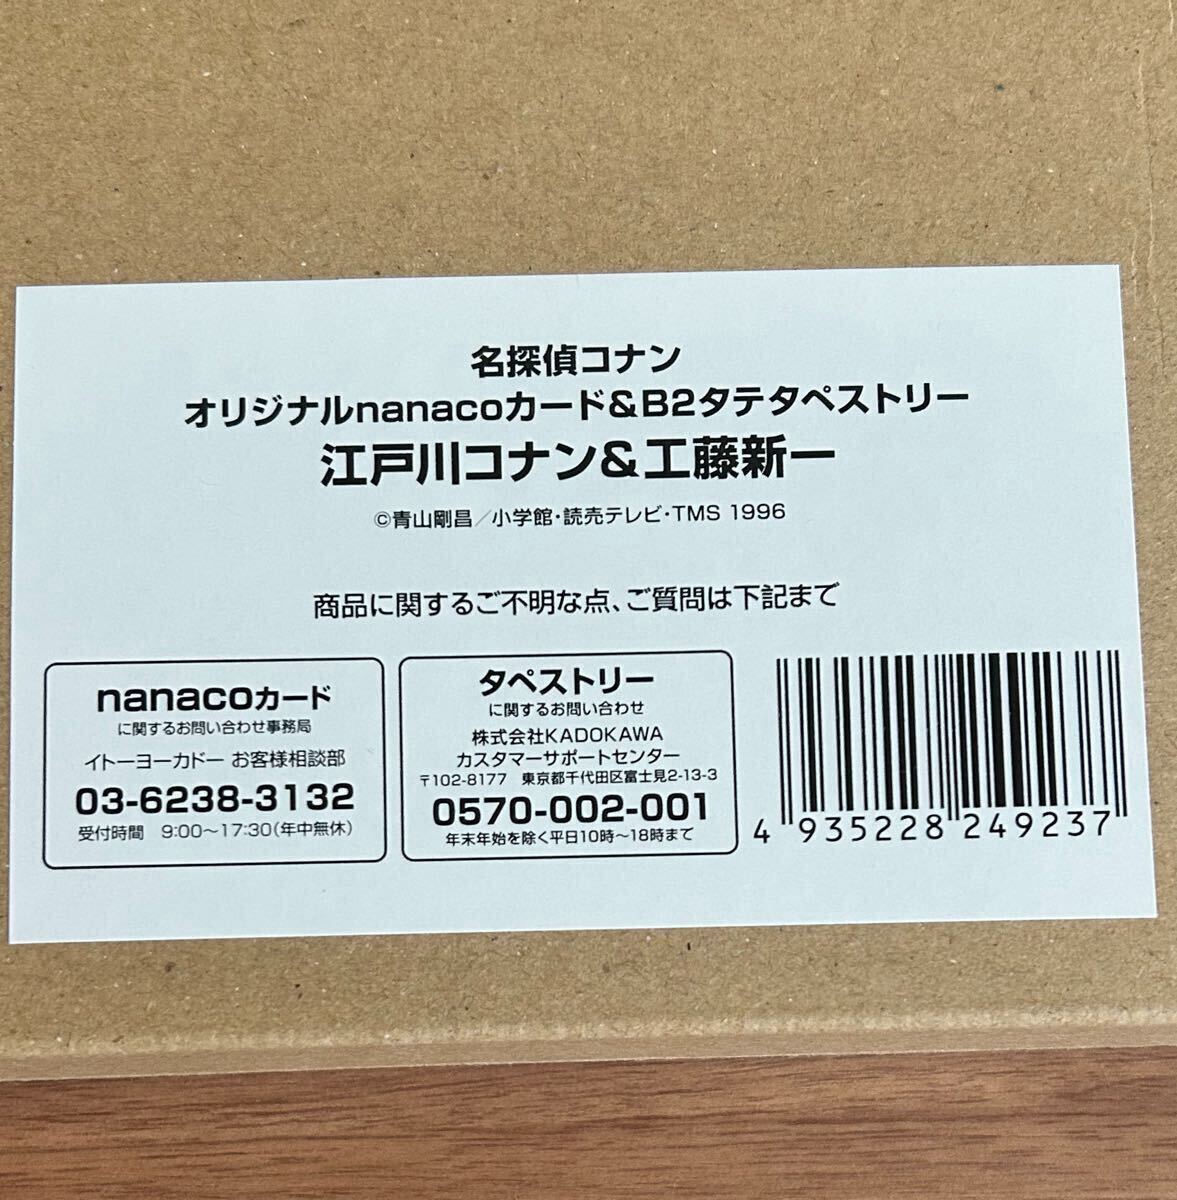 名探偵コナン
オリジナルnanacoカード&B2タテタペストリー
江戸川コナン&工藤新一
©青山剛昌／小学館・読売テレビ・TMS 1996
商品に関するご不明な点、ご質問は下記まで
nanacoカード
に関するお問い合わせ事務局
イトーヨーカドー お客様相談部
03-6238-3132
受付時間 9:00〜17:30(年中無休)
タペストリー
に関するお問い合わせ
株式会社KADOKAWA
カスタマーサポートセンター
〒102-8177 東京都千代田区富士見2-13-3
0570-002-001
年末年始を除く平日10時〜18時まで
4 935228 249237